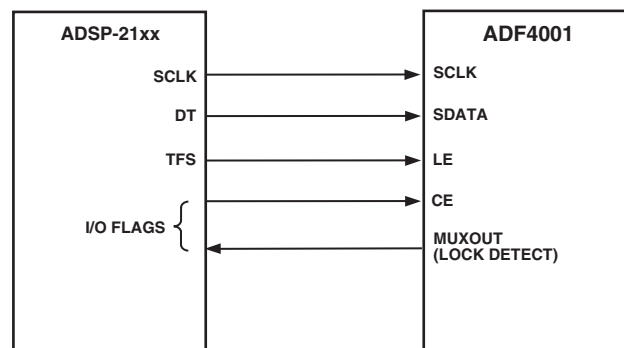 ADSP-21xx
SCLK
DT
TFS
I/O FLAGS
ADF4001
SCLK
SDATA
LE
CE
MUXOUT
(LOCK DETECT)